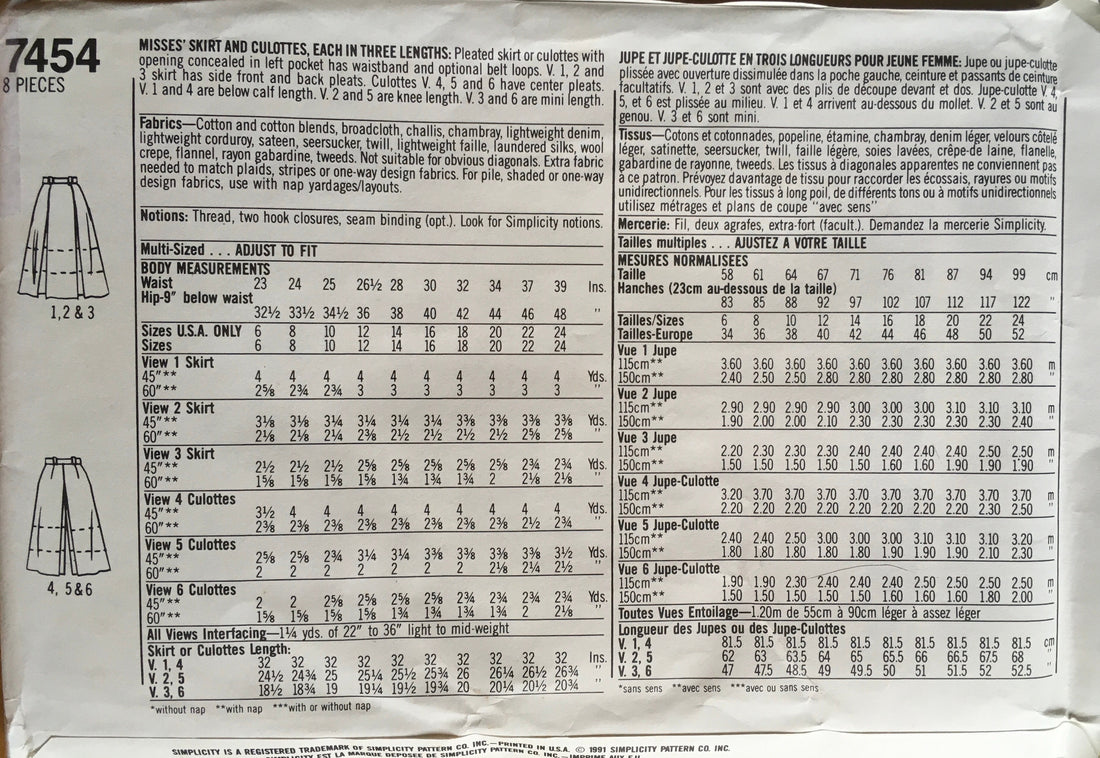 7454
8 PIECES
1,2 & 3
4, 5&6
MISSES' SKIRT AND CULOTTES, EACH IN THREE LENGTHS: Pleated skirt or culottes with
opening concealed in left pocket has waistband and optional belt loops. V. 1, 2 and
3 skirt has side front and back pleats. Culottes V. 4, 5 and 6 have center pleats.
V. 1 and 4 are below calf length. V. 2 and 5 are knee length. V. 3 and 6 are mini length.
Fabrics—Cotton and cotton blends, broadcloth, challis, chambray, lightweight denim,
lightweight corduroy, sateen, seersucker, twill, lightweight faille, laundered silks, wool
crepe, flannel, rayon gabardine, tweeds. Not suitable for obvious diagonals. Extra fabric
needed to match plaids, stripes or one-way design fabrics. For pile, shaded or one-way
design fabrics, use with nap yardages/layouts.
Notions: Thread, two hook closures, seam binding (opt.). Look for Simplicity notions.
Multi-Sized . . . ADJUST TO FIT
BODY MEASUREMENTS
Waist 23 24 25 26½ 28 30 32 34 37 39 Ins.
Hip-9" below waist
32½ 33½ 34½ 36 38 40 42 44 46 48 "
Sizes U.S.A. ONLY 6 8 10 12 14 16 18 20 22 24
Sizes 6 8 10 12 14 16 18 20 22 24
View 1 Skirt
45"** 4 4 4 4 4 4 4 4 4 4 Yds.
60"** 2⅝ 2¾ 2¾ 3 3 3 3 3 3 3 "
View 2 Skirt
45"** 3⅛ 3⅛ 3¼ 3¼ 3¼ 3¼ 3⅜ 3⅜ 3⅜ 3⅜ Yds.
60"** 2⅛ 2⅛ 2¼ 2⅜ 2½ 2½ 2½ 2½ 2⅝ 2⅝ "
View 3 Skirt
45"** 2½ 2½ 2½ 2⅝ 2⅝ 2⅝ 2⅝ 2⅝ 2¾ 2¾ Yds.
60"** 1⅝ 1⅝ 1⅝ 1⅝ 1¾ 1¾ 1¾ 2 2⅛ 2⅛ "
View 4 Culottes
45"** 3½ 4 4 4 4 4 4 4 4 4 Yds.
60"** 2⅜ 2⅜ 2⅜ 2⅜ 2⅜ 2⅜ 2⅜ 2⅜ 2½ 2¾ "
View 5 Culottes
45"** 2⅝ 2⅝ 2¾ 3¼ 3¼ 3⅜ 3⅜ 3⅜ 3⅜ 3½ Yds.
60"** 2 2 2 2 2 2 2 2⅛ 2¼ 2½ "
View 6 Culottes
45"** 2 2 2⅝ 2⅝ 2⅝ 2¾ 2¾ 2¾ 2¾ 2¾ Yds.
60"** 1⅝ 1⅝ 1⅝ 1⅝ 1¾ 1¾ 1¾ 1¾ 2 2⅛ "
All Views Interfacing—1¼ yds. of 22" to 36" light to mid-weight
Skirt or Culottes Length:
V. 1, 4 32 32 32 32 32 32 32 32 32 32 Ins.
V. 2, 5 24½ 24¾ 25 25¼ 25½ 25¾ 26 26¼ 26½ 26¾ "
V. 3, 6 18½ 18¾ 19 19¼ 19½ 19¾ 20 20¼ 20½ 20¾ "
*without nap **with nap ***with or without nap
JUPE ET JUPE-CULOTTE EN TROIS LONGUEURS POUR JEUNE FEMME: Jupe ou jupe-culotte
plissée avec ouverture dissimulée dans la poche gauche, ceinture et passants de ceinture
facultatifs. V. 1, 2 et 3 sont avec des plis de découpe devant et dos. Jupe-culotte V. 4,
5, et 6 est plissée au milieu. V. 1 et 4 arrivent au-dessous du mollet. V. 2 et 5 sont au
genou. V. 3 et 6 sont mini.
Tissus—Cotons et cotonnades, popeline, étamine, chambray, denim léger, velours côtelé
léger, satinette, seersucker, twill, faille légère, soies lavées, crêpe-de laine, flanelle,
gabardine de rayonne, tweeds. Les tissus à diagonales apparentes ne conviennent pas
à ce patron. Prévoyez davantage de tissu pour raccorder les écossais, rayures ou motifs
unidirectionnels. Pour les tissus à long poil, de différents tons ou à motifs unidirectionnels
utilisez métrages et plans de coupe "avec sens"
Mercerie: Fil, deux agrafes, extra-fort (facult.). Demandez la mercerie Simplicity.
Tailles multiples . . . AJUSTEZ A VOTRE TAILLE
MESURES NORMALISEES
Taille 58 61 64 67 71 76 81 87 94 99 cm
Hanches (23cm au-dessous de la taille)
83 85 88 92 97 102 107 112 117 122 "
Tailles/Sizes 6 8 10 12 14 16 18 20 22 24
Tailles-Europe 34 36 38 40 42 44 46 48 50 52
Vue 1 Jupe
115cm** 3.60 3.60 3.60 3.60 3.60 3.60 3.60 3.60 3.60 3.60 m
150cm** 2.40 2.50 2.50 2.80 2.80 2.80 2.80 2.80 2.80 2.80 "
Vue 2 Jupe
115cm** 2.90 2.90 2.90 2.90 3.00 3.00 3.00 3.10 3.10 3.10 m
150cm** 1.90 2.00 2.00 2.10 2.30 2.30 2.30 2.30 2.30 2.40 "
Vue 3 Jupe
115cm** 2.20 2.30 2.30 2.30 2.40 2.40 2.40 2.40 2.50 2.50 m
150cm** 1.50 1.50 1.50 1.50 1.50 1.60 1.60 1.90 1.90 1.90 "
Vue 4 Jupe-Culotte
115cm** 3.20 3.70 3.70 3.70 3.70 3.70 3.70 3.70 3.70 3.70 m
150cm** 2.20 2.20 2.20 2.20 2.20 2.20 2.20 2.20 2.30 2.50 "
Vue 5 Jupe-Culotte
115cm** 2.40 2.40 2.50 3.00 3.00 3.10 3.10 3.10 3.10 3.20 m
150cm** 1.80 1.80 1.80 1.80 1.80 1.90 1.90 1.90 2.10 2.30 "
Vue 6 Jupe-Culotte
115cm** 1.90 1.90 2.30 2.40 2.40 2.40 2.50 2.50 2.50 2.50 m
150cm** 1.50 1.50 1.50 1.50 1.60 1.60 1.60 1.60 1.80 2.00 "
Toutes Vues Entoilage—1.20m de 55cm à 90cm léger à assez léger
Longueur des Jupes ou des Jupe-Culottes
V. 1, 4 81.5 81.5 81.5 81.5 81.5 81.5 81.5 81.5 81.5 81.5 cm
V. 2, 5 62 63 63.5 64 65 65.5 66 66.5 67.5 68 "
V. 3, 6 47 47.5 48.5 49 49.5 50 51 51.5 52 52.5 "
*sans sens **avec sens ***avec ou sans sens
SIMPLICITY IS A REGISTERED TRADEMARK OF SIMPLICITY PATTERN CO. INC.—PRINTED IN U.S.A. © 1991 SIMPLICITY PATTERN CO. INC.
EST LA MARQUE DEPOSEE DE SIMPLICITY PATTERN CO. INC.